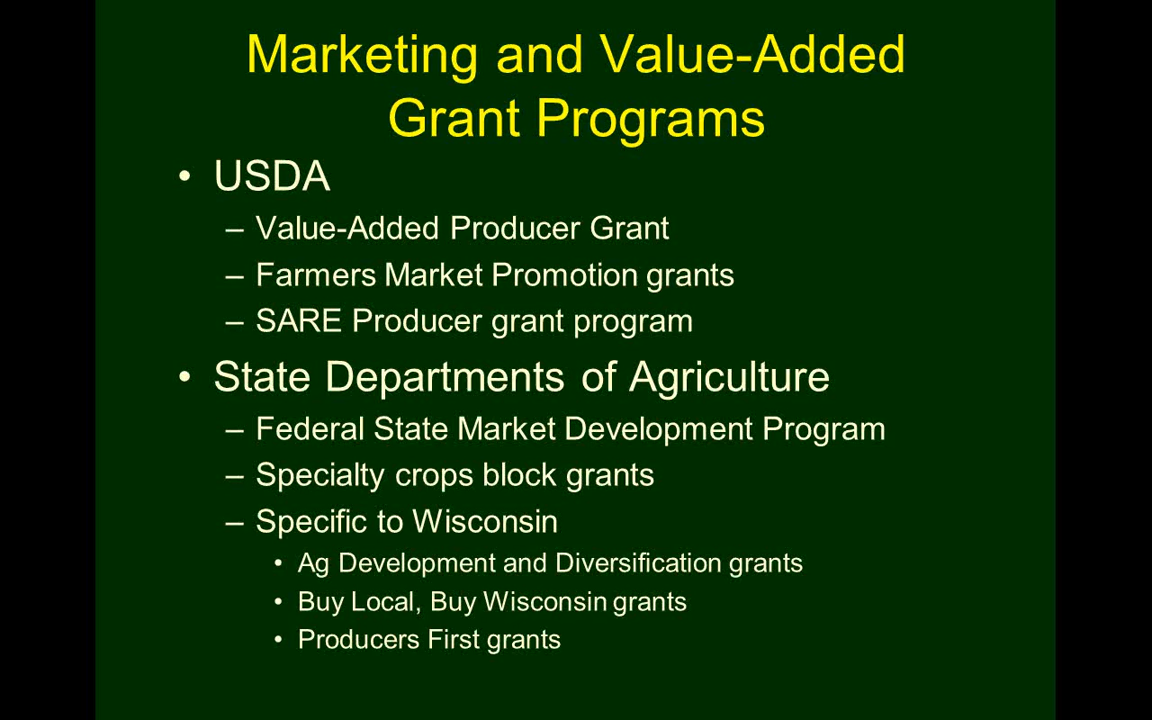 Marketing and Value-Added
Grant Programs
• USDA
– Value-Added Producer Grant
– Farmers Market Promotion grants
– SARE Producer grant program
• State Departments of Agriculture
– Federal State Market Development Program
– Specialty crops block grants
– Specific to Wisconsin
• Ag Development and Diversification grants
• Buy Local, Buy Wisconsin grants
• Producers First grants